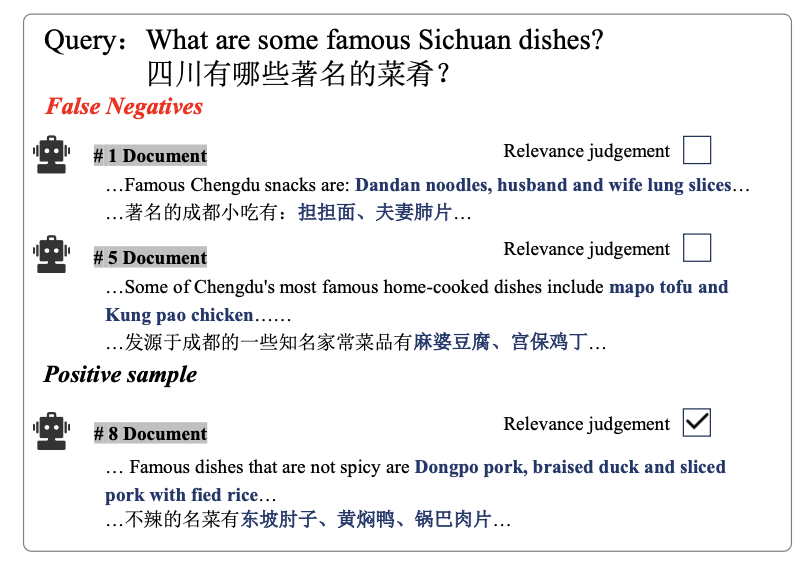 Query： What are some famous Sichuan dishes?
四川有哪些著名的菜肴？
False Negatives
# 1 Document
Relevance judgement
…Famous Chengdu snacks are: Dandan noodles, husband and wife lung slices…
…著名的成都小吃有：担担面、夫妻肺片…
# 5 Document
Relevance judgement
…Some of Chengdu's most famous home-cooked dishes include mapo tofu and
Kung pao chicken……
…发源于成都的一些知名家常菜品有麻婆豆腐、宫保鸡丁…
Positive sample
# 8 Document
Relevance judgement
… Famous dishes that are not spicy are Dongpo pork, braised duck and sliced
pork with fied rice…
…不辣的名菜有东坡肘子、黄焖鸭、锅巴肉片…